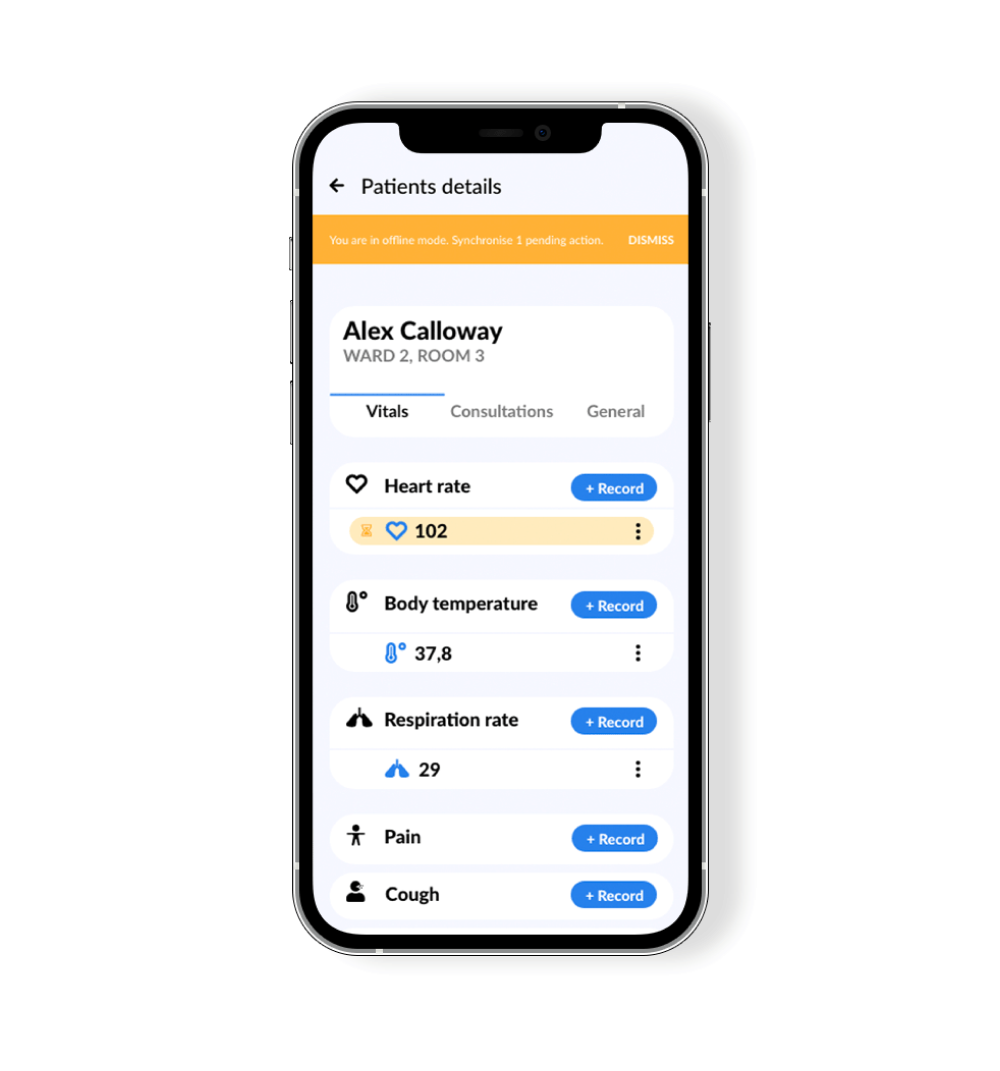 Patients details
You are in offline mode. Synchronise 1 pending action. DISMISS
Alex Calloway
WARD 2, ROOM 3
Vitals Consultations General
Heart rate + Record
102
Body temperature + Record
37,8
Respiration rate + Record
29
Pain + Record
Cough + Record